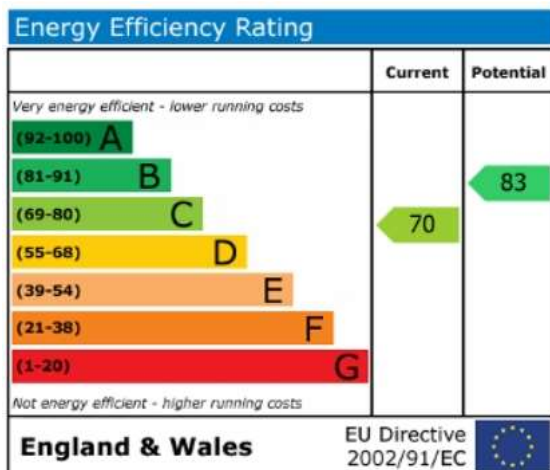 Energy Efficiency Rating
Current Potential
Very energy efficient - lower running costs
(92-100) A
(81-91) B
83
(69-80) C
70
(55-68) D
(39-54) E
(21-38) F
(1-20) G
Not energy efficient - higher running costs
England & Wales
EU Directive
2002/91/EC